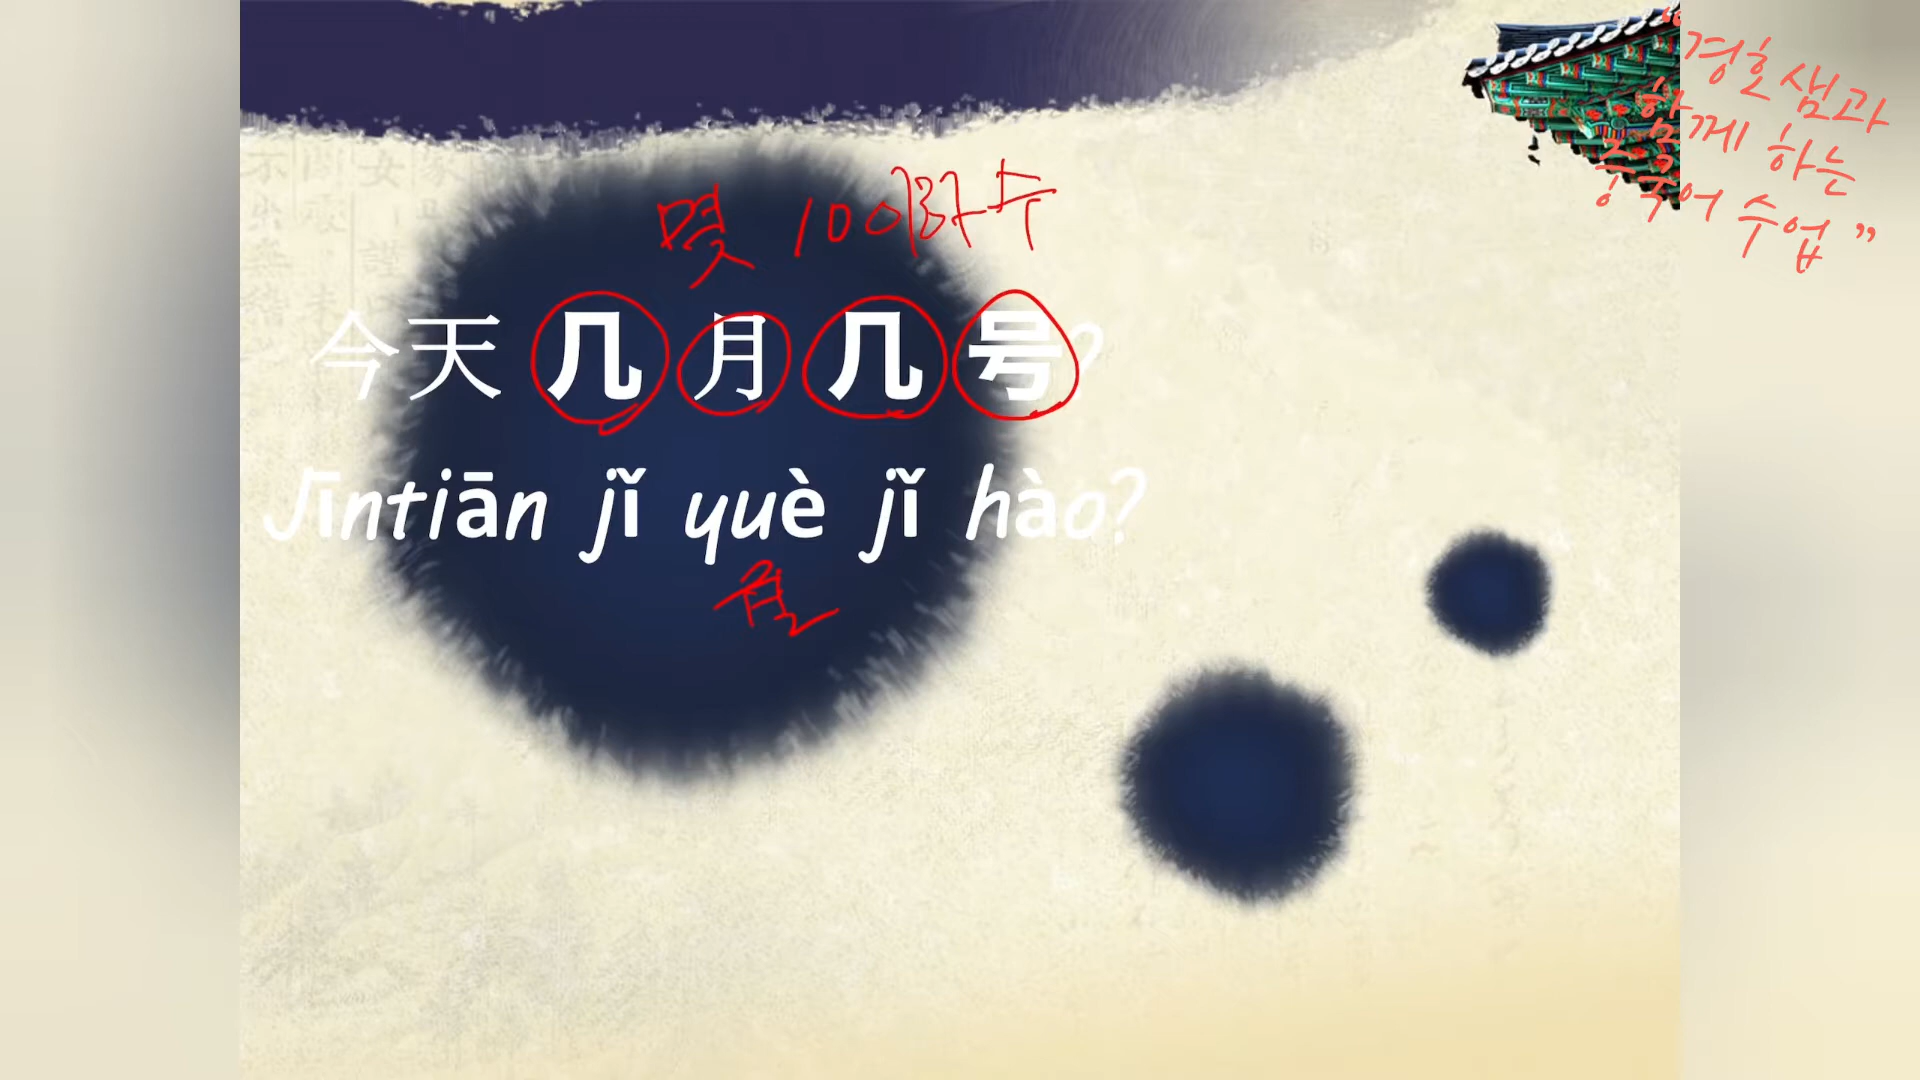 "경호샘과
함께 하는
중국어 수업"
몇 10이하 수
今天 几 月 几 号?
Jīntiān jǐ yuè jǐ hào?
월